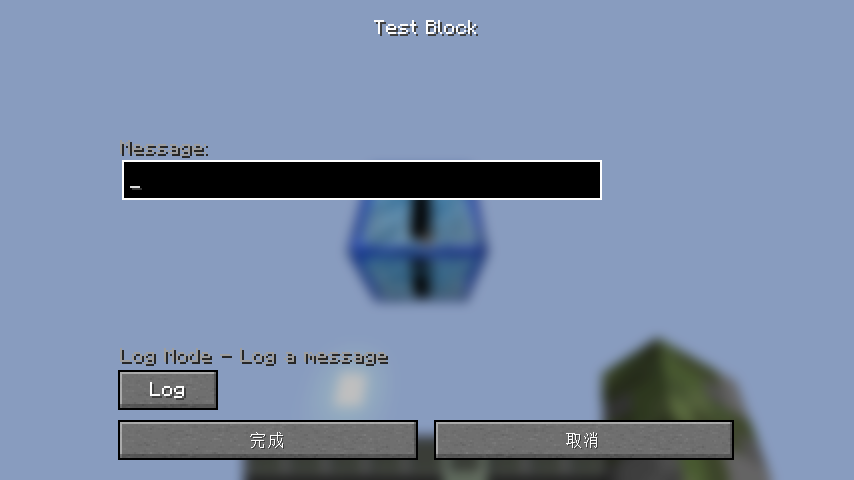 Test Block
Message:
_
Log Mode - Log a message
Log
完成
取消